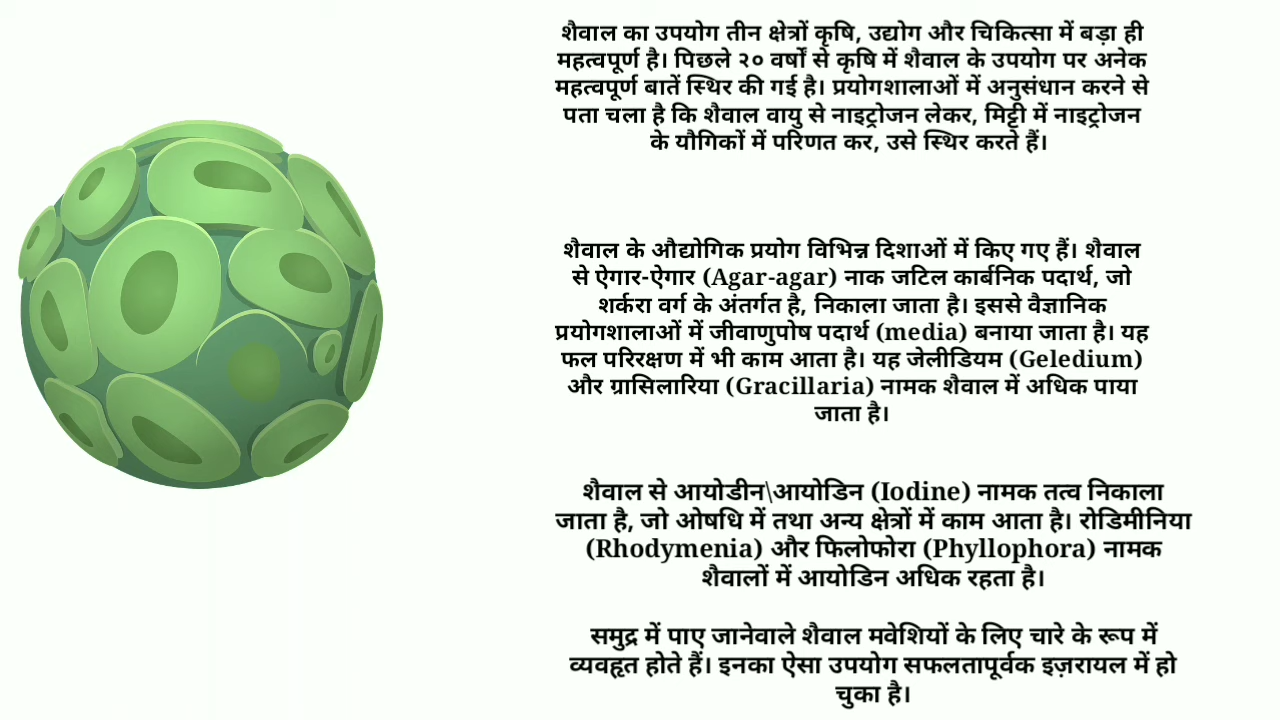 शैवाल का उपयोग तीन क्षेत्रों कृषि, उद्योग और चिकित्सा में बड़ा ही
महत्वपूर्ण है। पिछले २० वर्षों से कृषि में शैवाल के उपयोग पर अनेक
महत्वपूर्ण बातें स्थिर की गई है। प्रयोगशालाओं में अनुसंधान करने से
पता चला है कि शैवाल वायु से नाइट्रोजन लेकर, मिट्टी में नाइट्रोजन
के यौगिकों में परिणत कर, उसे स्थिर करते हैं।
शैवाल के औद्योगिक प्रयोग विभिन्न दिशाओं में किए गए हैं। शैवाल
से ऐगार-ऐगार (Agar-agar) नाक जटिल कार्बनिक पदार्थ, जो
शर्करा वर्ग के अंतर्गत है, निकाला जाता है। इससे वैज्ञानिक
प्रयोगशालाओं में जीवाणुपोष पदार्थ (media) बनाया जाता है। यह
फल परिरक्षण में भी काम आता है। यह जेलीडियम (Geledium)
और ग्रासिलारिया (Gracillaria) नामक शैवाल में अधिक पाया
जाता है।
शैवाल से आयोडीन\आयोडिन (Iodine) नामक तत्व निकाला
जाता है, जो ओषधि में तथा अन्य क्षेत्रों में काम आता है। रोडिमीनिया
(Rhodymenia) और फिलोफोरा (Phyllophora) नामक
शैवालों में आयोडिन अधिक रहता है।
समुद्र में पाए जानेवाले शैवाल मवेशियों के लिए चारे के रूप में
व्यवहृत होते हैं। इनका ऐसा उपयोग सफलतापूर्वक इज़रायल में हो
चुका है।